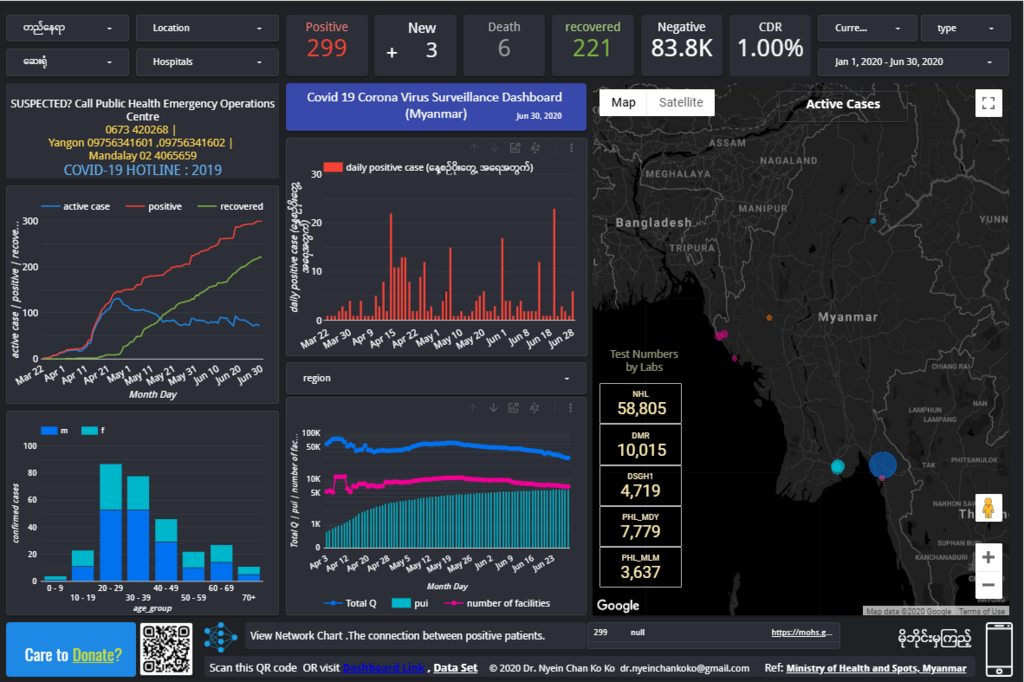 တည်နေရာ
Location
ဆေးရုံ
Hospitals
Positive
299
New
+ 3
Death
6
recovered
221
Negative
83.8K
CDR
1.00%
Curre...
type
Jan 1, 2020 - Jun 30, 2020
SUSPECTED? Call Public Health Emergency Operations
Centre
0673 420268 |
Yangon 09756341601 ,09756341602 |
Mandalay 02 4065659
COVID-19 HOTLINE : 2019
Covid 19 Corona Virus Surveillance Dashboard
(Myanmar)
Jun 30, 2020
active case positive recovered
active case | positive | recove...
300
200
100
0
Mar 22 Apr 1 Apr 11 Apr 21 May 1 May 11 May 21 May 31 Jun 10 Jun 20 Jun 30
Month Day
daily positive case (နေ့စဉ်ပိုးတွေ့ အရေအတွက်)
daily positive case (နေ့စဉ်ပိုးတွေ့
အရေအတွက်)
30
20
10
0
Mar 22 Mar 30 Apr 9 Apr 15 Apr 22 May 1 May 10 May 20 Jun 1 Jun 9 Jun 18 Jun 28
region
m f
confirmed cases
100
80
60
40
20
0
0 - 9 10 - 19 20 - 29 30 - 39 40 - 49 50 - 59 60 - 69 70+
age_group
Total Q | pui | number of fac...
100K
50K
10K
5K
1K
0
Apr 3 Apr 12 Apr 20 Apr 28 May 5 May 12 May 19 May 26 Jun 2 Jun 9 Jun 16 Jun 23
Month Day
Total Q pui number of facilities
Map Satellite
Active Cases
ASSAM
NAGALAND
MEGHALAYA
MANIPUR
Bangladesh
TRIPURA
YUNN
Myanmar
CHIANG RAI
LAMPHUN
NAN
LAMPANG
TAK
PHITSANULOK
NAKHON SAW
Th
SUPHAN BURI
KANCHANABURI
Test Numbers
by Labs
NHL
58,805
DMR
10,015
DSGH1
4,719
PHL_MDY
7,779
PHL_MLM
3,637
Google
Map data ©2020 Google Terms of Use
Care to Donate?
View Network Chart .The connection between positive patients.
299 null https://mohs.g...
မိုဘိုင်းမှကြည့်
Scan this QR code OR visit Dashboard Link , Data Set © 2020 Dr. Nyein Chan Ko Ko dr.nyeinchankoko@gmail.com Ref: Ministry of Health and Spots, Myanmar